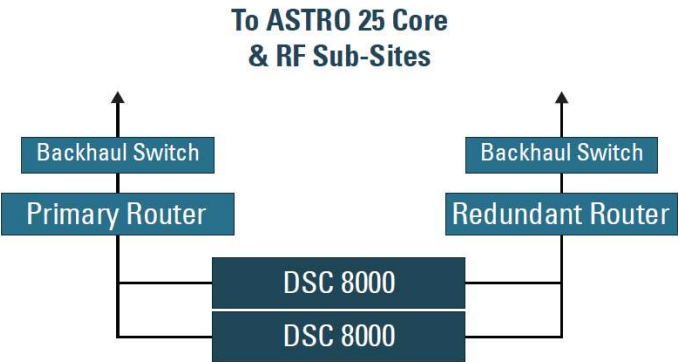 To ASTRO 25 Core
& RF Sub-Sites
Backhaul Switch
Backhaul Switch
Primary Router
Redundant Router
DSC 8000
DSC 8000